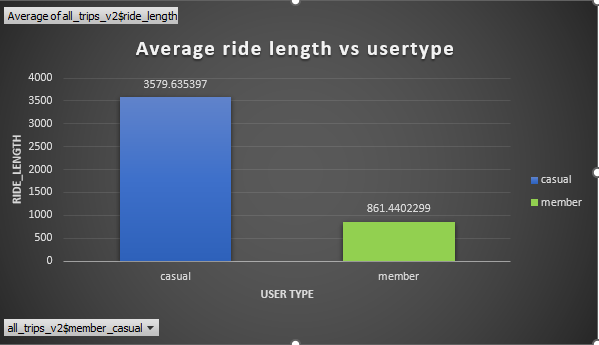 Average of all_trips_v2$ride_length
Average ride length vs usertype
4000
3500
3000
2500
2000
1500
1000
500
0
RIDE_LENGTH
3579.635397
861.4402299
casual
member
USER TYPE
casual
member
all_trips_v2$member_casual